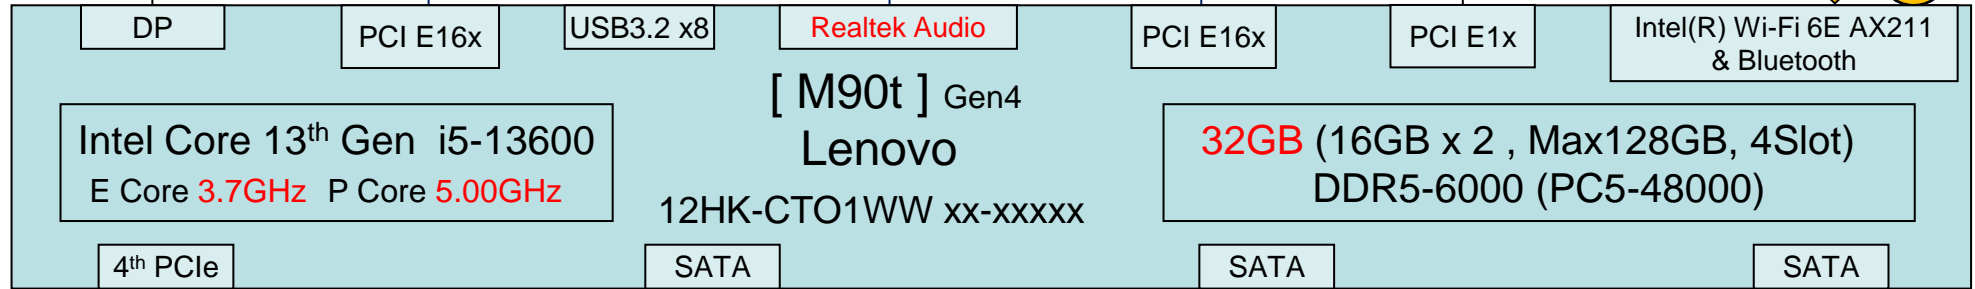 DP
PCI E16x
USB3.2 x8
Realtek Audio
PCI E16x
PCI E1x
Intel(R) Wi-Fi 6E AX211
& Bluetooth
[ M90t ] Gen4
Lenovo
12HK-CTO1WW xx-xxxxx
Intel Core 13th Gen i5-13600
E Core 3.7GHz P Core 5.00GHz
32GB (16GB x 2 , Max128GB, 4Slot)
DDR5-6000 (PC5-48000)
4th PCIe
SATA
SATA
SATA